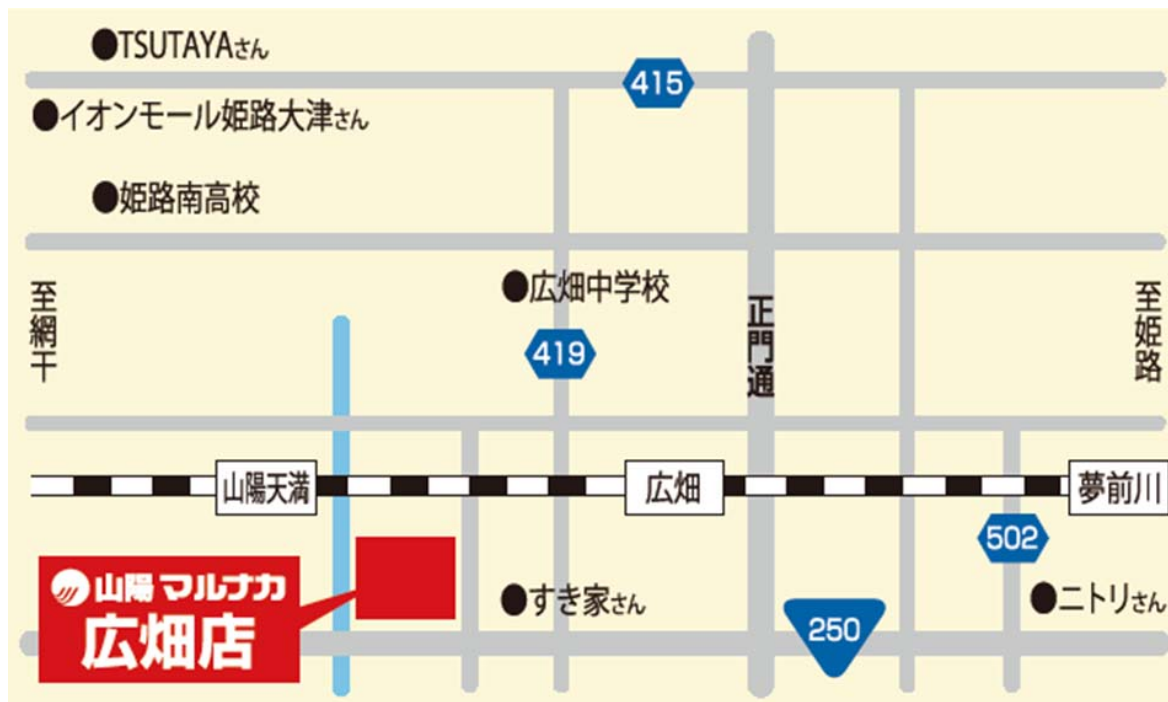 TSUTAYAさん
415
イオンモール姫路大津さん
姫路南高校
広畑中学校
至網干
正門通
至姫路
419
山陽天満
広畑
夢前川
502
山陽マルナカ
広畑店
すき家さん
ニトリさん
250